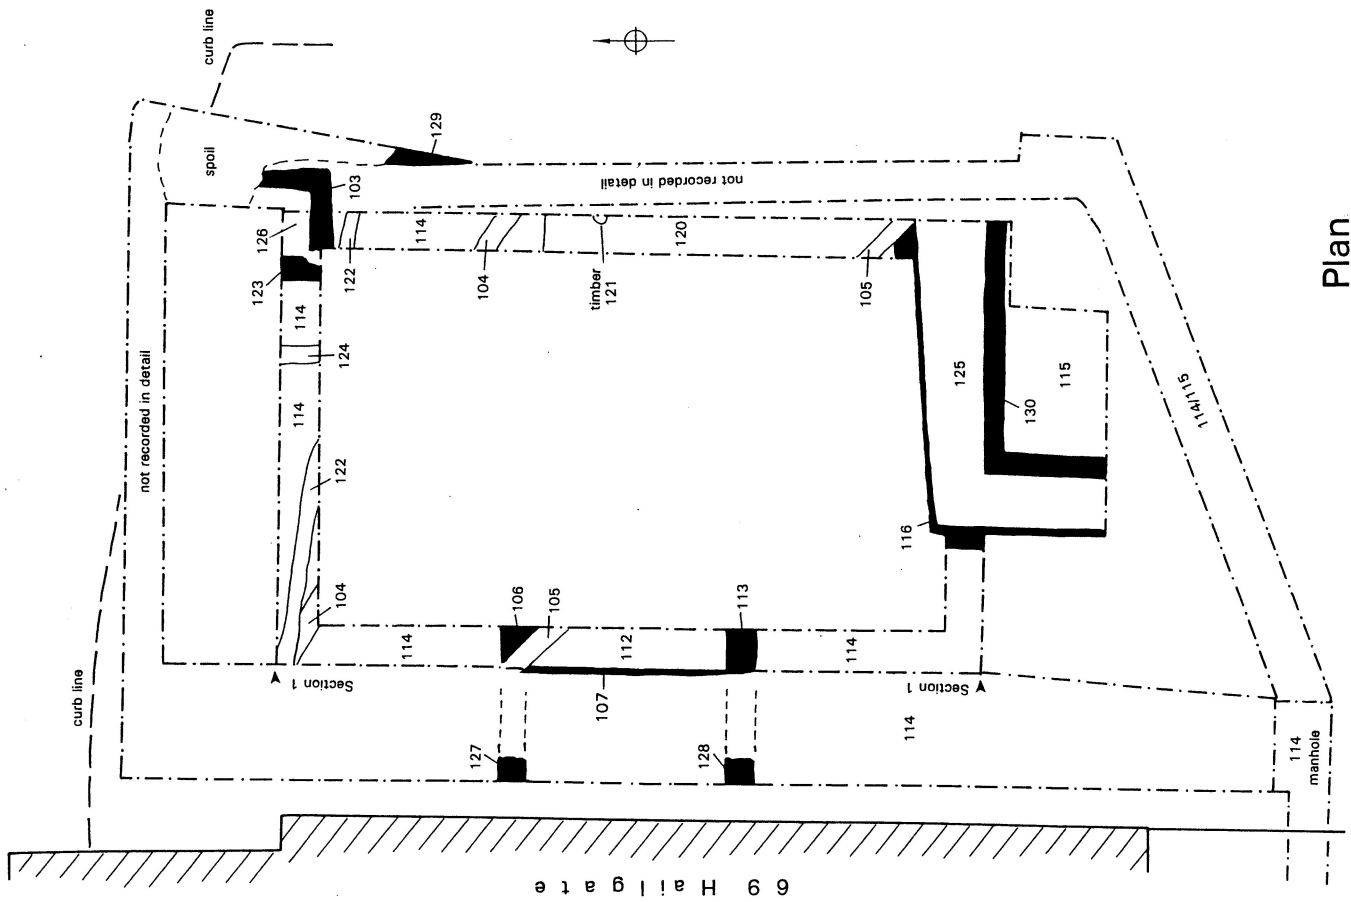 curb line
129
spoil
103
not recorded in detail
126
114
122
104
120
timber
121
105
123
114
124
not recorded in detail
114
122
104
125
115
130
114/115
Plan
116
106
105
113
114
112
114
Section 1
Section 1
107
curb line
114
127
128
114
manhole
69 Hailgate